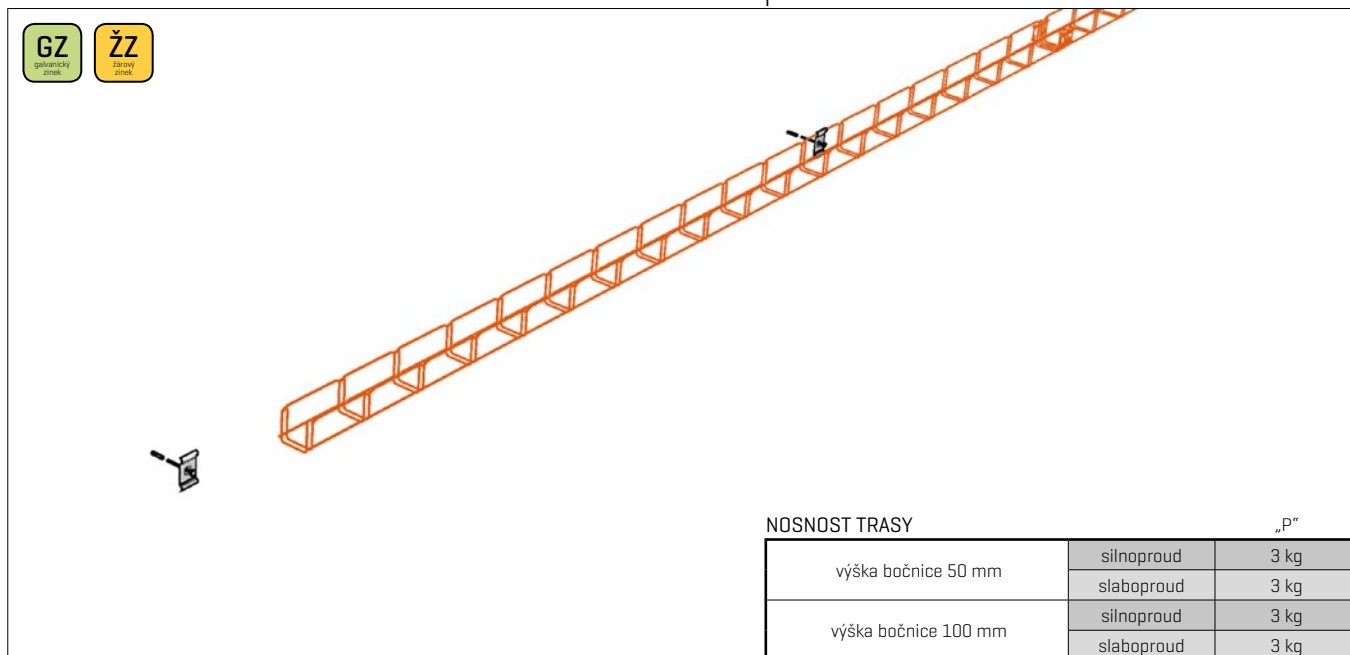 GZ
galvanický
zinek
ŽZ
žárový
zinek
NOSNOST TRASY „P“
výška bočnice 50 mm
silnoproud 3 kg
slaboproud 3 kg
výška bočnice 100 mm
silnoproud 3 kg
slaboproud 3 kg